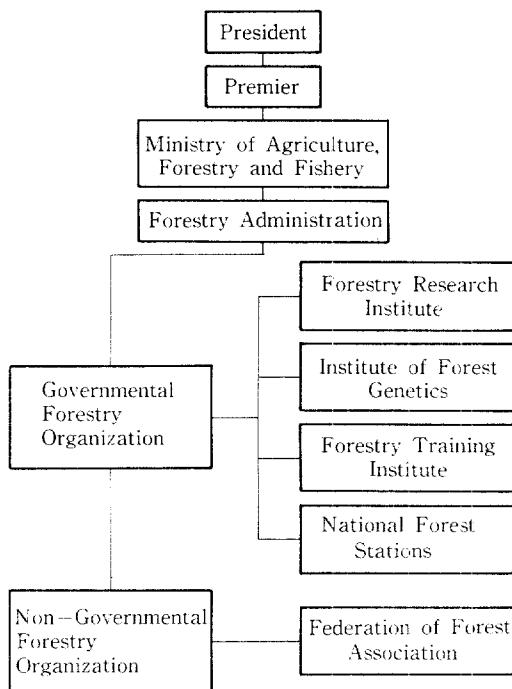 President
Premier
Ministry of Agriculture,
Forestry and Fishery
Forestry Administration
Forestry Research
Institute
Institute of Forest
Genetics
Governmental
Forestry
Organization
Forestry Training
Institute
National Forest
Stations
Non-Governmental
Forestry
Organization
Federation of Forest
Association